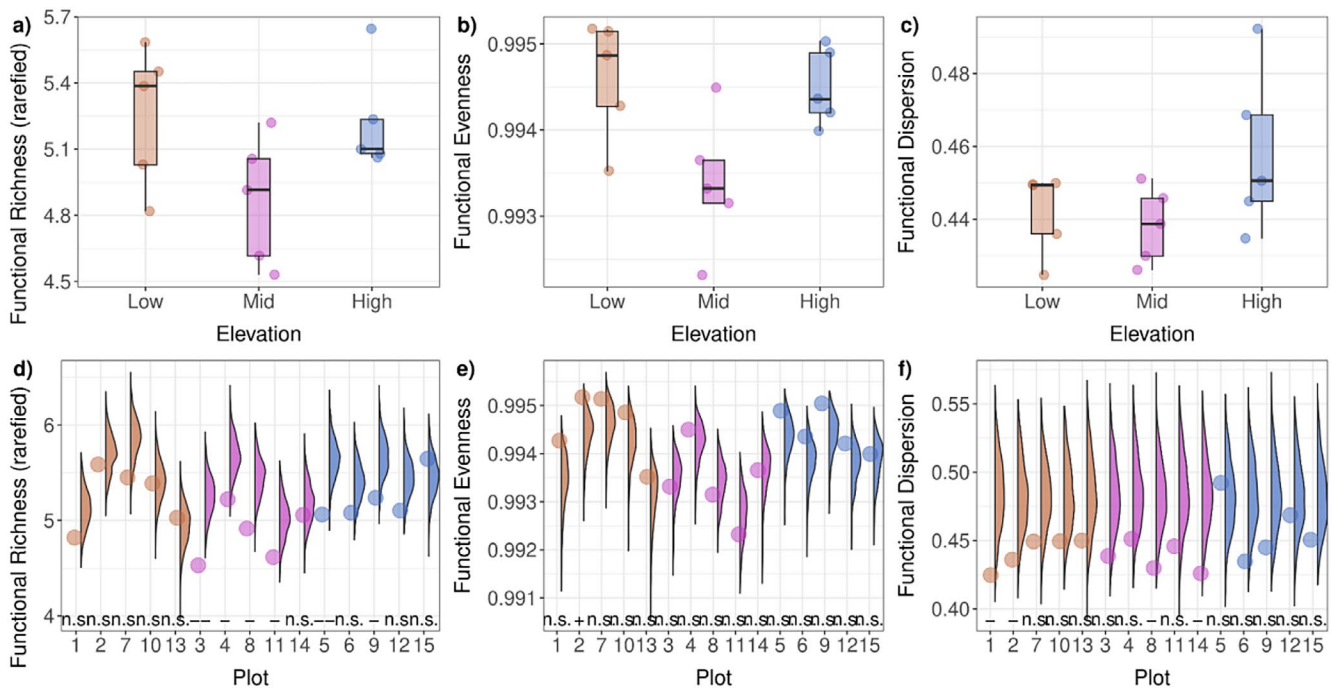 a)
Functional Richness (rarefied)
5.7
5.4
5.1
4.8
4.5
Low Mid High
Elevation
b)
Functional Evenness
0.995
0.994
0.993
Low Mid High
Elevation
c)
Functional Dispersion
0.48
0.46
0.44
Low Mid High
Elevation
d)
Functional Richness (rarefied)
6
5
4
1 2 7 10 13 3 4 8 11 14 5 6 9 12 15
Plot
e)
Functional Evenness
0.995
0.994
0.993
0.992
0.991
n.s. +
1 2 7 10 13 3 4 8 11 14 5 6 9 12 15
Plot
f)
Functional Dispersion
0.55
0.50
0.45
0.40
1 2 7 10 13 3 4 8 11 14 5 6 9 12 15
Plot